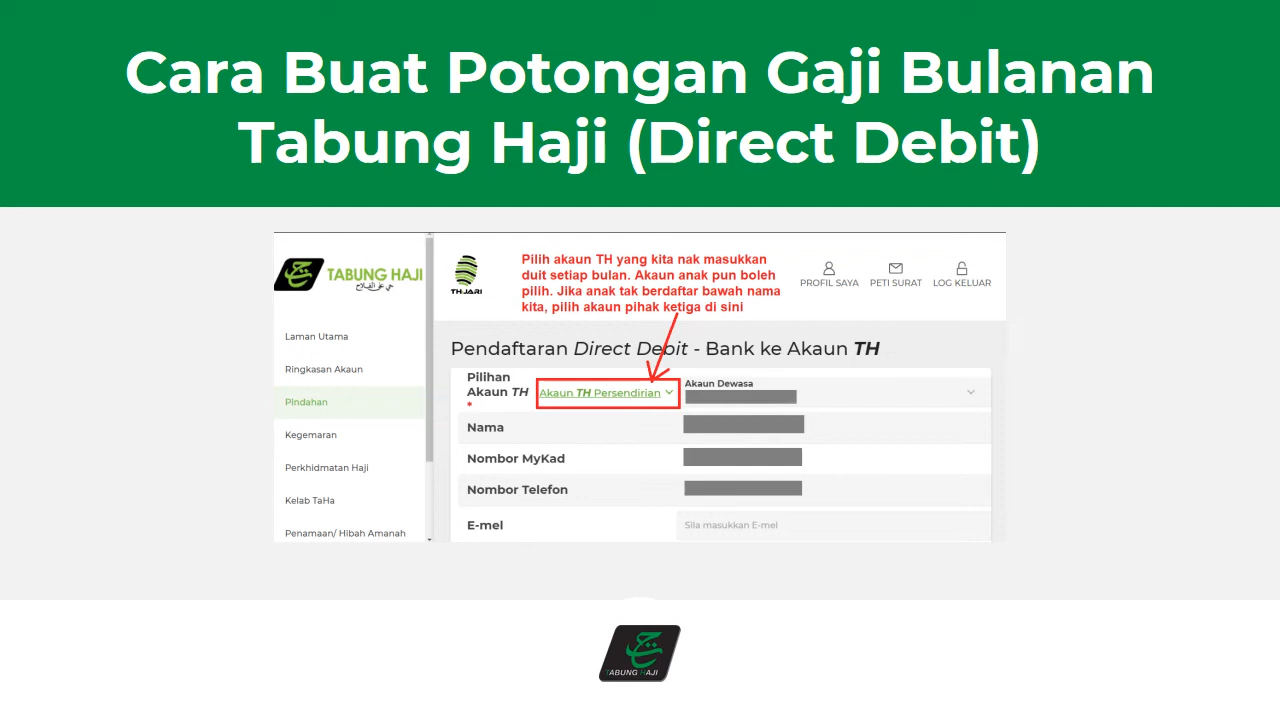 Cara Buat Potongan Gaji Bulanan
Tabung Haji (Direct Debit)
TABUNG HAJI
حي على الفلاح
TH JARI
Pilih akaun TH yang kita nak masukkan
duit setiap bulan. Akaun anak pun boleh
pilih. Jika anak tak berdaftar bawah nama
kita, pilih akaun pihak ketiga di sini
PROFIL SAYA
PETI SURAT
LOG KELUAR
Laman Utama
Ringkasan Akaun
Pindahan
Kegemaran
Perkhidmatan Haji
Kelab TaHa
Penamaan/ Hibah Amanah
Pendaftaran Direct Debit - Bank ke Akaun TH
Pilihan
Akaun TH
*
Akaun TH Persendirian
Akaun Dewasa
Nama
Nombor MyKad
Nombor Telefon
E-mel
Sila masukkan E-mel
TABUNG HAJI